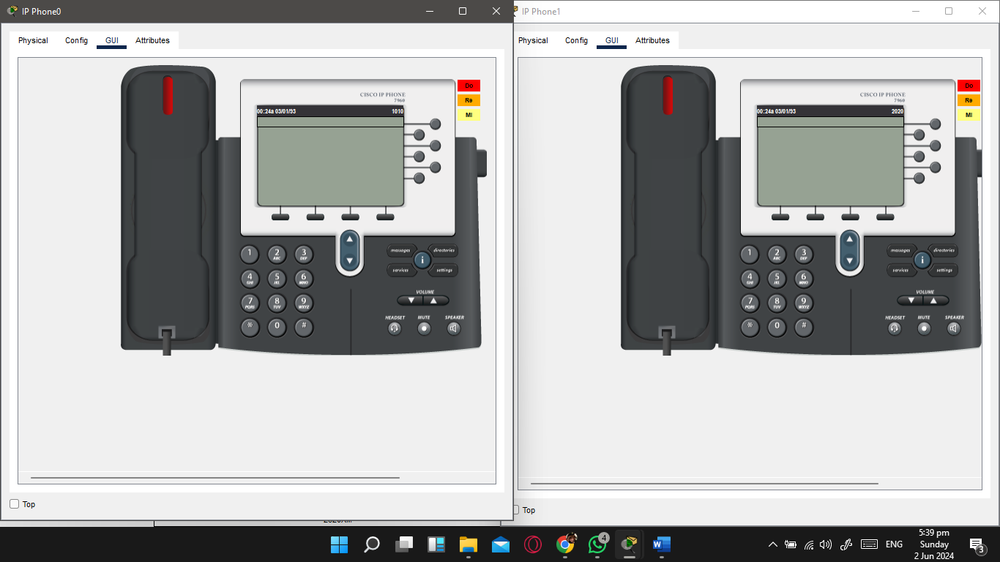 IP Phone0
Physical Config GUI Attributes
CISCO IP PHONE
7960
00:24a 03/01/93 1010
Do
Re
MI
1 2 ABC 3 DEF
4 GHI 5 JKL 6 MNO
7 PQRS 8 TUV 9 WXYZ
* 0 #
messages directories
i
services settings
VOLUME
HEADSET MUTE SPEAKER
Top
IP Phone1
Physical Config GUI Attributes
CISCO IP PHONE
7960
00:24a 03/01/93 2020
Do
Re
MI
1 2 ABC 3 DEF
4 GHI 5 JKL 6 MNO
7 PQRS 8 TUV 9 WXYZ
* 0 #
messages directories
i
services settings
VOLUME
HEADSET MUTE SPEAKER
Top
4
W
ENG
5:39 pm
Sunday
2 Jun 2024
3